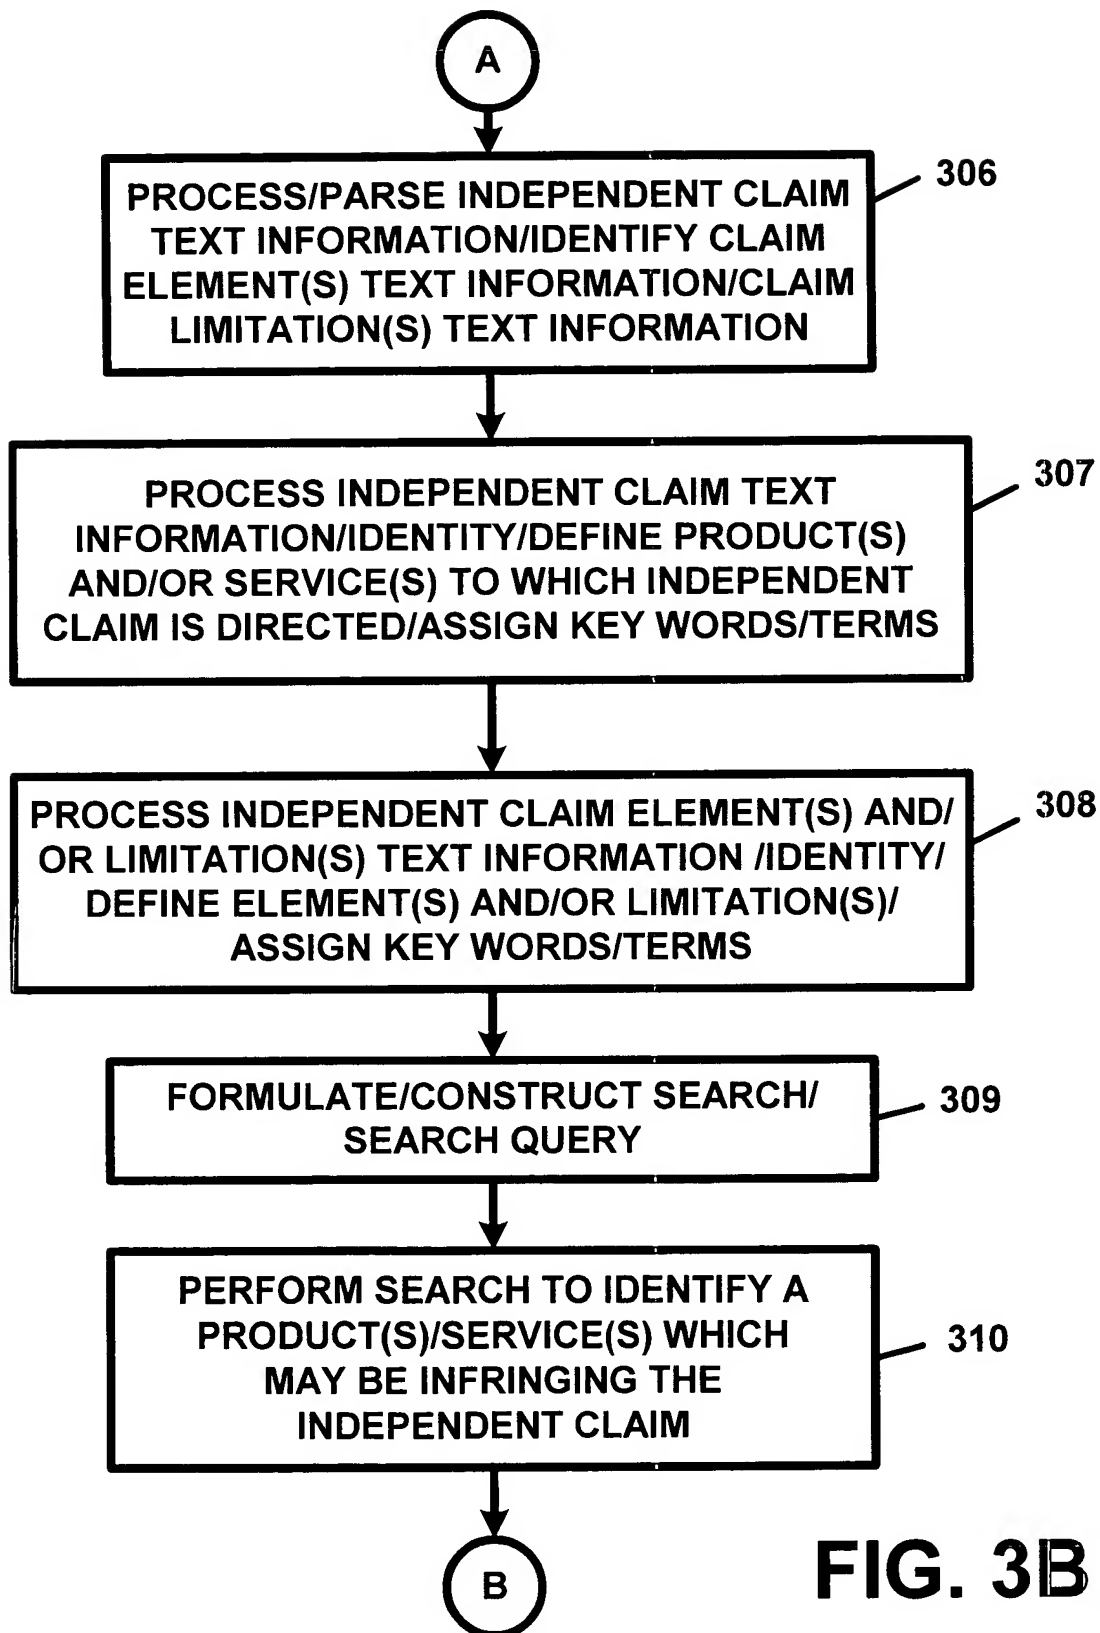 A
PROCESS/PARSE INDEPENDENT CLAIM
TEXT INFORMATION/IDENTIFY CLAIM
ELEMENT(S) TEXT INFORMATION/CLAIM
LIMITATION(S) TEXT INFORMATION
306
PROCESS INDEPENDENT CLAIM TEXT
INFORMATION/IDENTITY/DEFINE PRODUCT(S)
AND/OR SERVICE(S) TO WHICH INDEPENDENT
CLAIM IS DIRECTED/ASSIGN KEY WORDS/TERMS
307
PROCESS INDEPENDENT CLAIM ELEMENT(S) AND/
OR LIMITATION(S) TEXT INFORMATION /IDENTITY/
DEFINE ELEMENT(S) AND/OR LIMITATION(S)/
ASSIGN KEY WORDS/TERMS
308
FORMULATE/CONSTRUCT SEARCH/
SEARCH QUERY
309
PERFORM SEARCH TO IDENTIFY A
PRODUCT(S)/SERVICE(S) WHICH
MAY BE INFRINGING THE
INDEPENDENT CLAIM
310
B
FIG. 3B